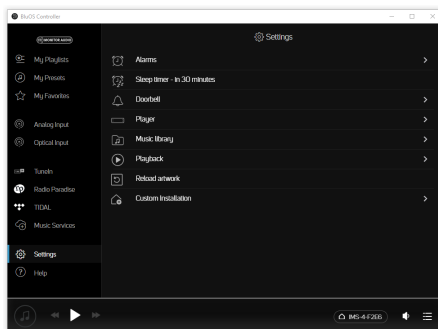 BluOS Controller
MONITOR AUDIO
Settings
My Playlists
My Presets
My Favorites
Analog Input
Optical Input
TuneIn
Radio Paradise
TIDAL
Music Services
Settings
Help
Alarms
Sleep timer - in 30 minutes
Doorbell
Player
Music library
Playback
Reload artwork
Custom Installation
IMS-4-F2E6